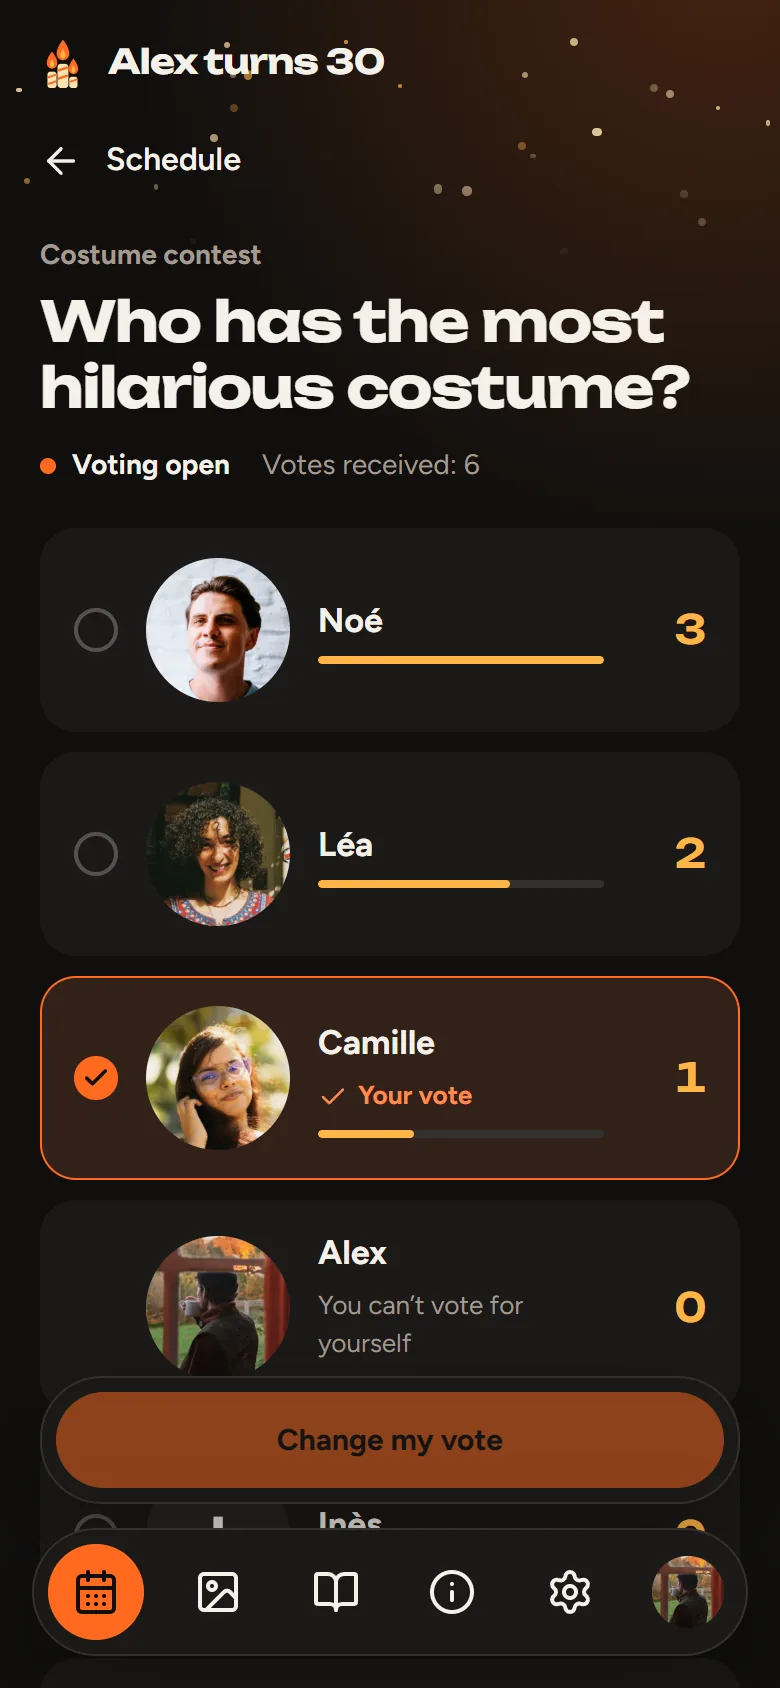 Alex turns 30
Schedule
Costume contest
Who has the most
hilarious costume?
Voting open Votes received: 6
Noé
3
Léa
2
Camille
Your vote
1
Alex
You can’t vote for
yourself
0
Change my vote
Inès